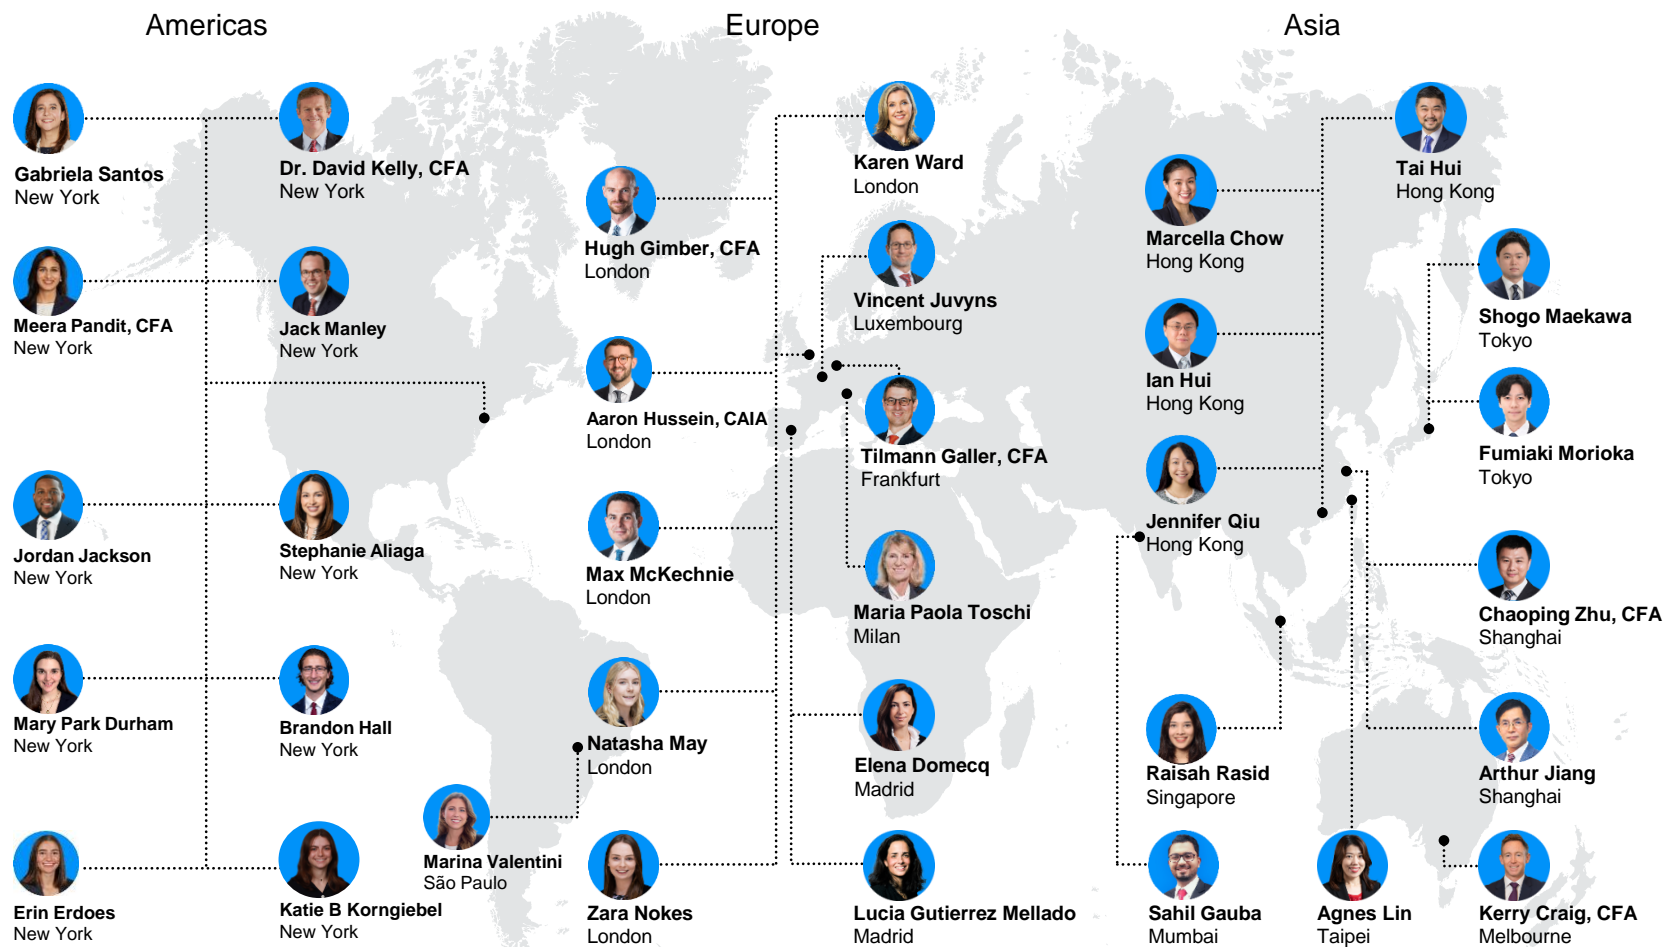 Americas
Europe
Asia
Gabriela Santos
New York
Dr. David Kelly, CFA
New York
Meera Pandit, CFA
New York
Jack Manley
New York
Jordan Jackson
New York
Stephanie Aliaga
New York
Mary Park Durham
New York
Brandon Hall
New York
Erin Erdoes
New York
Katie B Korngiebel
New York
Marina Valentini
São Paulo
Karen Ward
London
Hugh Gimber, CFA
London
Vincent Juvyns
Luxembourg
Aaron Hussein, CAIA
London
Tilmann Galler, CFA
Frankfurt
Max McKechnie
London
Maria Paola Toschi
Milan
Natasha May
London
Elena Domecq
Madrid
Zara Nokes
London
Lucia Gutierrez Mellado
Madrid
Tai Hui
Hong Kong
Marcella Chow
Hong Kong
Shogo Maekawa
Tokyo
Ian Hui
Hong Kong
Fumiaki Morioka
Tokyo
Jennifer Qiu
Hong Kong
Chaoping Zhu, CFA
Shanghai
Raisah Rasid
Singapore
Arthur Jiang
Shanghai
Sahil Gauba
Mumbai
Agnes Lin
Taipei
Kerry Craig, CFA
Melbourne